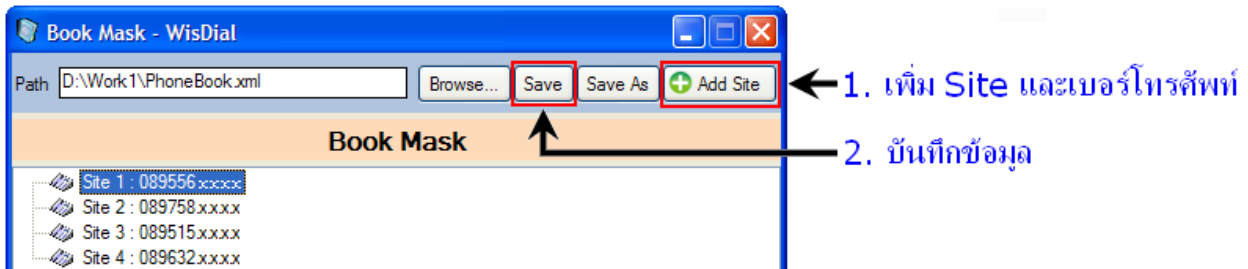 Book Mask - WisDial
Path D:\Work1\PhoneBook.xml Browse... Save Save As Add Site
1. เพิ่ม Site และเบอร์โทรศัพท์
Book Mask
2. บันทึกข้อมูล
Site 1 : 089556xxxx
Site 2 : 089758xxxx
Site 3 : 089515xxxx
Site 4 : 089632xxxx